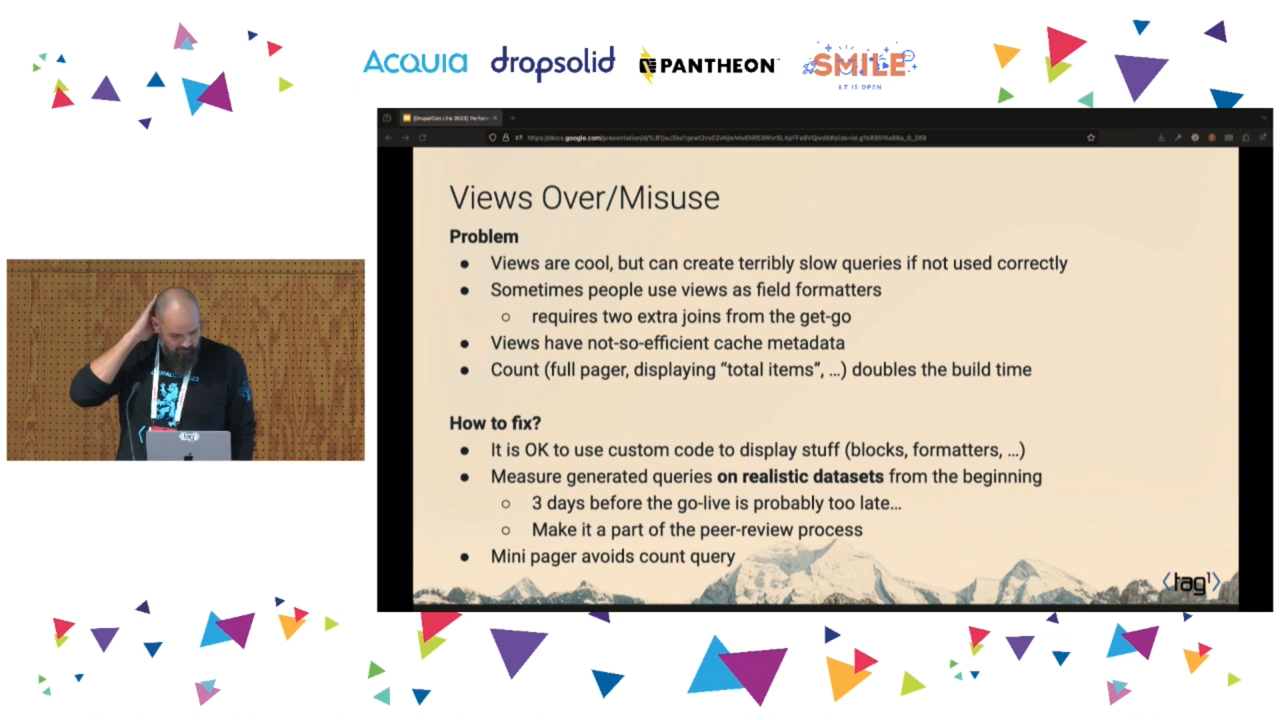 ACQUIA dropsolid PANTHEON SMILE
IT IS OPEN
Views Over/Misuse
Problem
● Views are cool, but can create terribly slow queries if not used correctly
● Sometimes people use views as field formatters
○ requires two extra joins from the get-go
● Views have not-so-efficient cache metadata
● Count (full pager, displaying “total items”, ...) doubles the build time
How to fix?
● It is OK to use custom code to display stuff (blocks, formatters, ...)
● Measure generated queries on realistic datasets from the beginning
○ 3 days before the go-live is probably too late...
○ Make it a part of the peer-review process
● Mini pager avoids count query
⟨tag1⟩
tag1